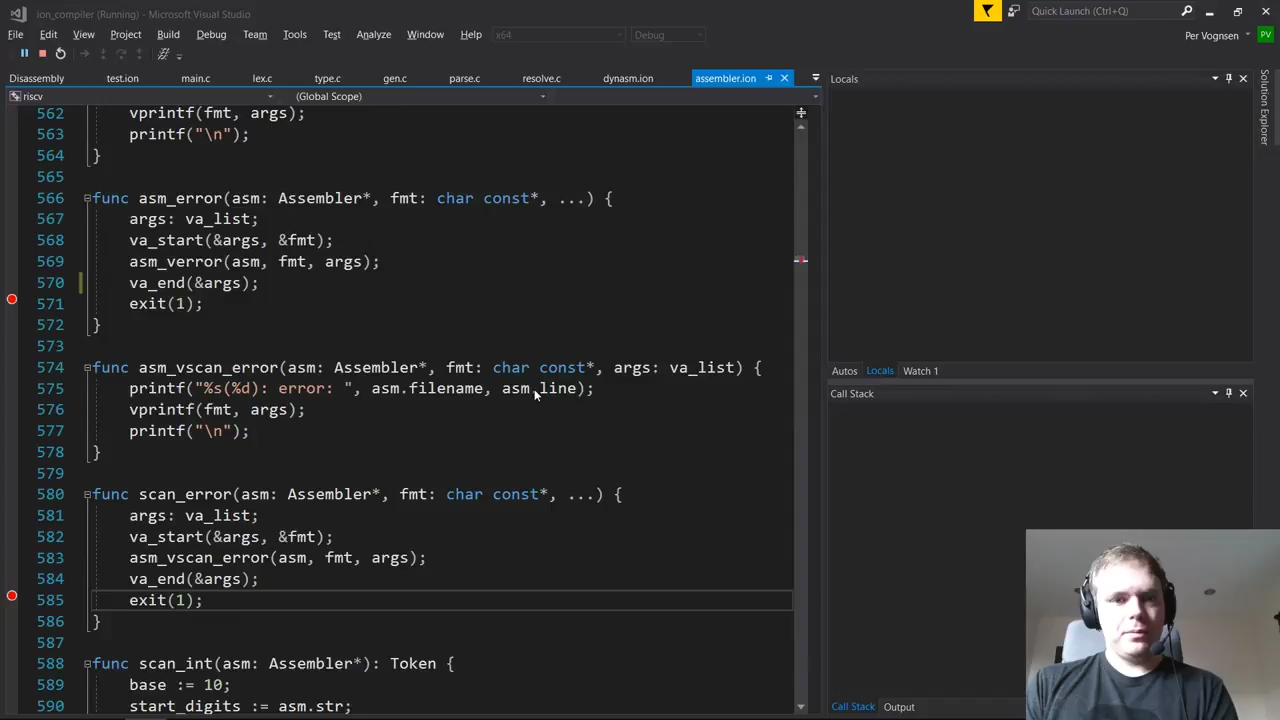 ion_compiler (Running) - Microsoft Visual Studio
Quick Launch (Ctrl+Q)
File Edit View Project Build Debug Team Tools Test Analyze Window Help x64 Debug
Per Vognsen PV
Disassembly test.ion main.c lex.c type.c gen.c parse.c resolve.c dynasm.ion assembler.ion
riscv (Global Scope)
562 vprintf(fmt, args);
563 printf("\n");
564 }
565
566 func asm_error(asm: Assembler*, fmt: char const*, ...) {
567 args: va_list;
568 va_start(&args, &fmt);
569 asm_verror(asm, fmt, args);
570 va_end(&args);
571 exit(1);
572 }
573
574 func asm_vscan_error(asm: Assembler*, fmt: char const*, args: va_list) {
575 printf("%s(%d): error: ", asm.filename, asm.line);
576 vprintf(fmt, args);
577 printf("\n");
578 }
579
580 func scan_error(asm: Assembler*, fmt: char const*, ...) {
581 args: va_list;
582 va_start(&args, &fmt);
583 asm_vscan_error(asm, fmt, args);
584 va_end(&args);
585 exit(1);
586 }
587
588 func scan_int(asm: Assembler*): Token {
589 base := 10;
590 start_digits := asm.str;
Locals
Autos Locals Watch 1
Call Stack
Call Stack Output
Solution Explorer